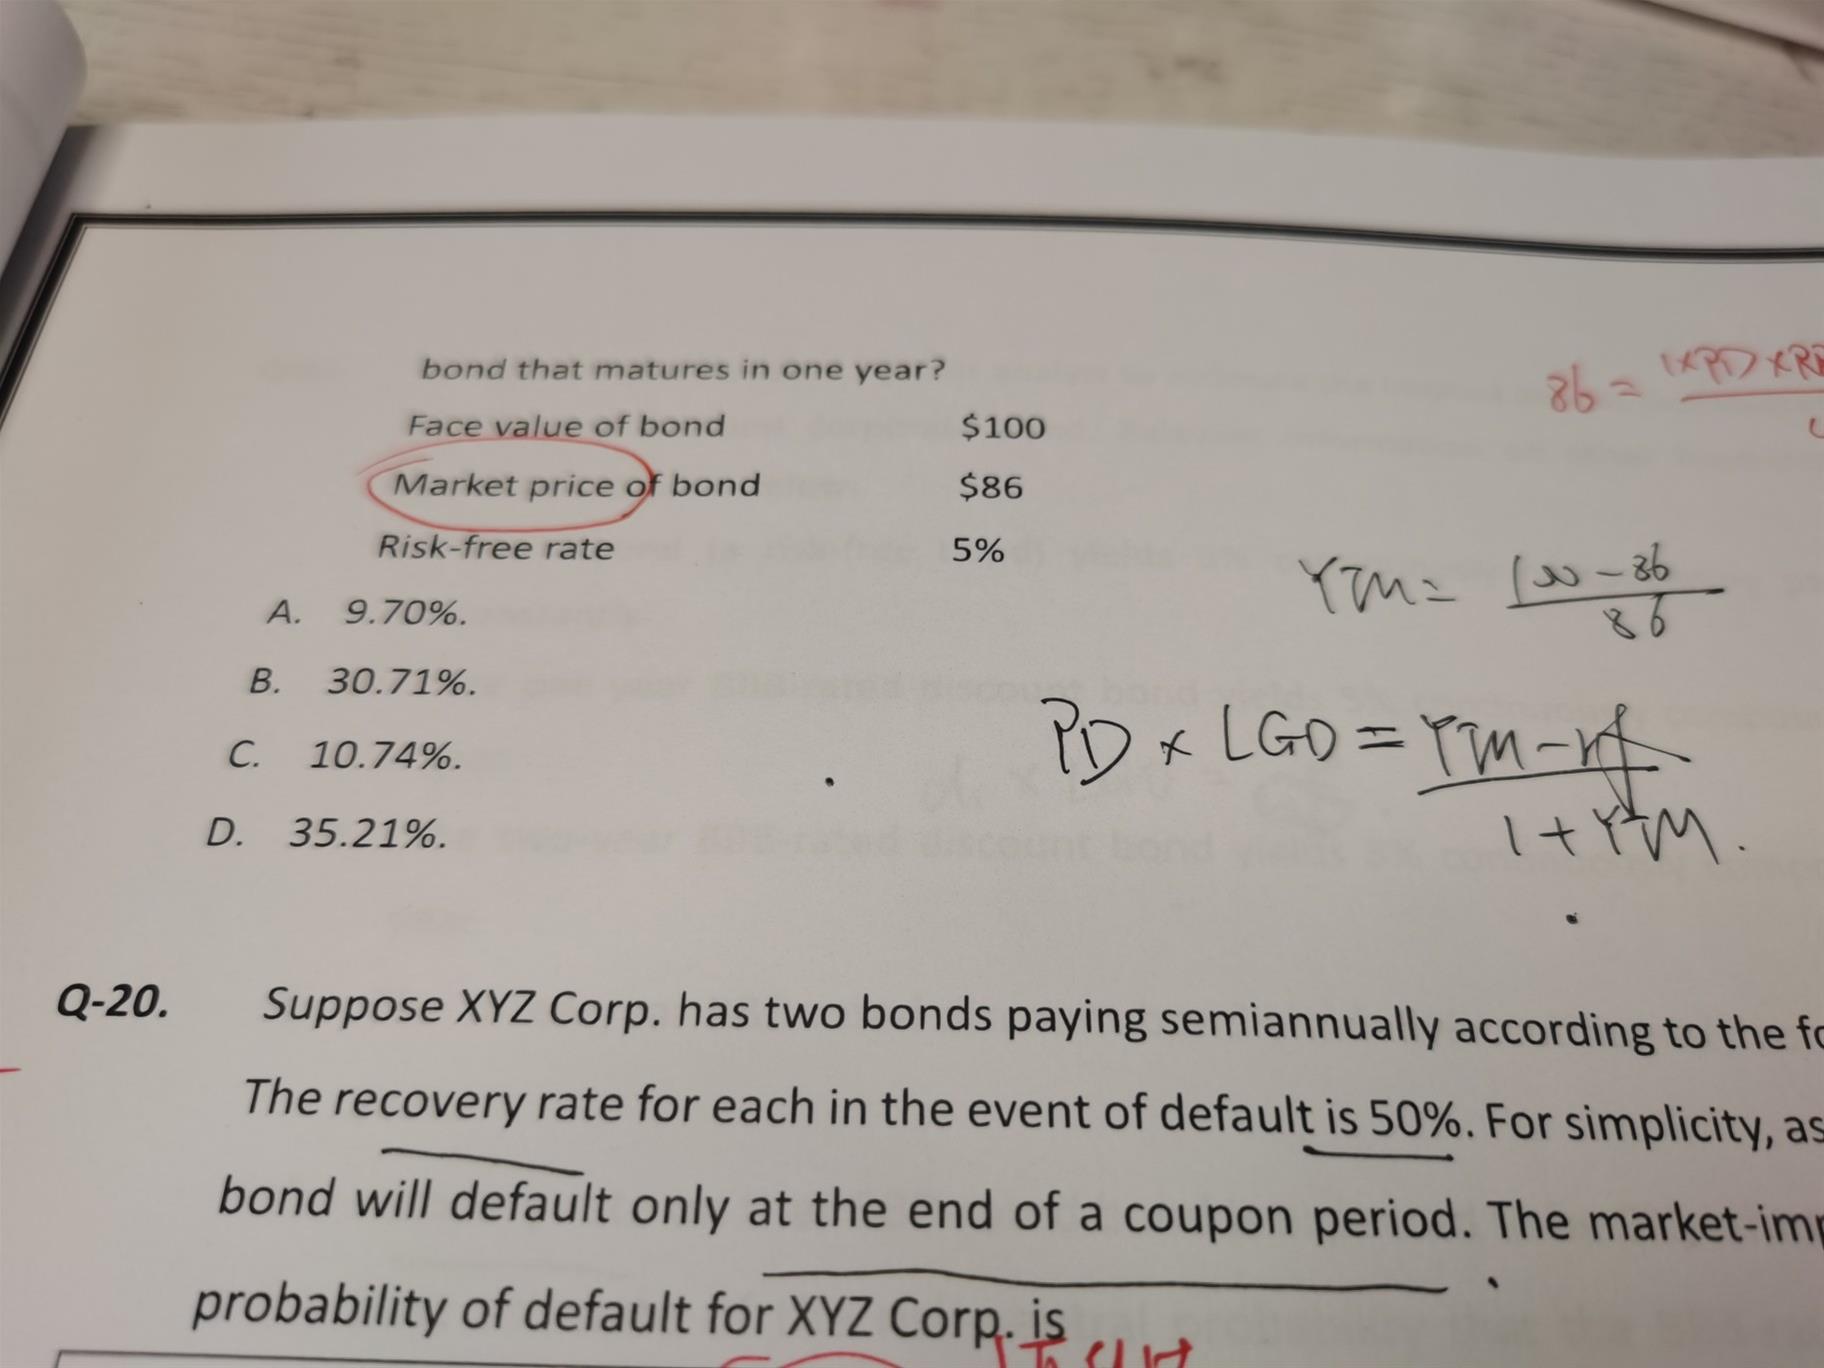 bond that matures in one year?
Face value of bond $100
86 = 1×PD×RR
Market price of bond $86
Risk-free rate 5%
YTM = 100 - 86
86
A. 9.70%.
B. 30.71%.
PD × LGD = YTM - rf
1 + YTM.
C. 10.74%.
D. 35.21%.
Q-20. Suppose XYZ Corp. has two bonds paying semiannually according to the
The recovery rate for each in the event of default is 50%. For simplicity,
bond will default only at the end of a coupon period. The market-
probability of default for XYZ Corp. is